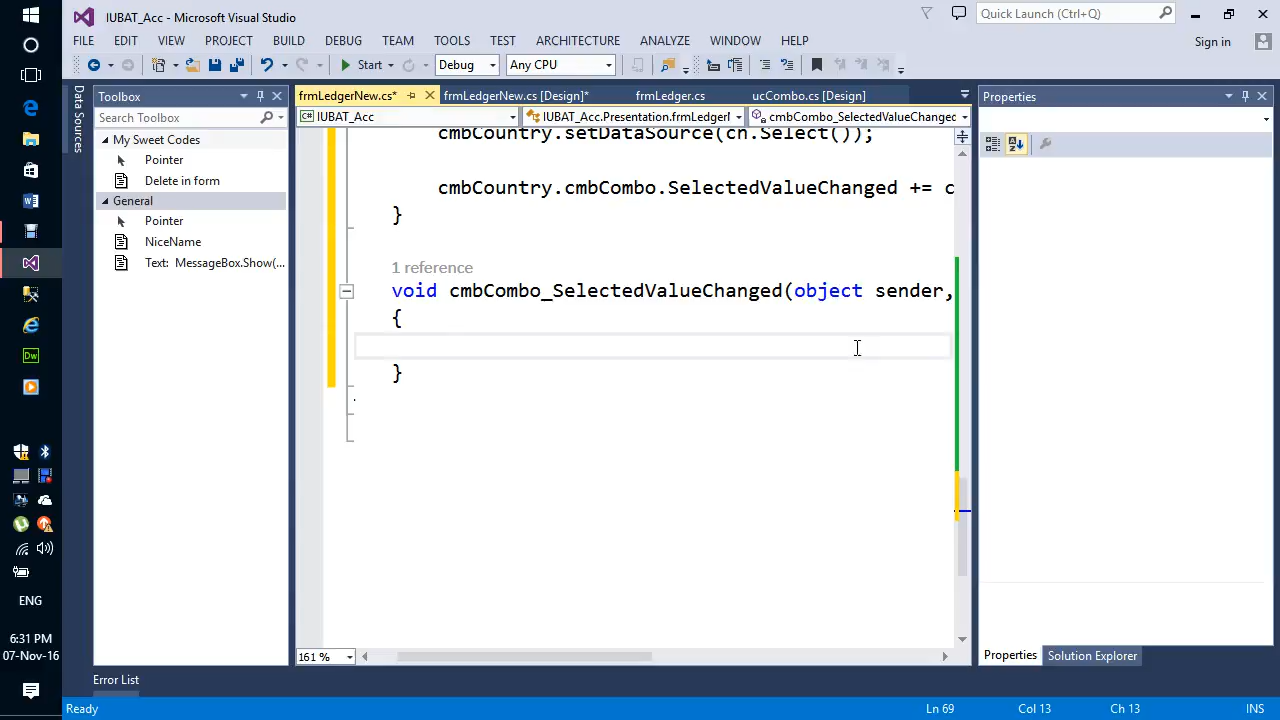 IUBAT_Acc - Microsoft Visual Studio
Quick Launch (Ctrl+Q)
FILE EDIT VIEW PROJECT BUILD DEBUG TEAM TOOLS TEST ARCHITECTURE ANALYZE WINDOW HELP
Sign in
Start Debug Any CPU
Data Sources
Toolbox
Search Toolbox
My Sweet Codes
Pointer
Delete in form
General
Pointer
NiceName
Text: MessageBox.Show(...
frmLedgerNew.cs* frmLedgerNew.cs [Design]* frmLedger.cs ucCombo.cs [Design]
C# IUBAT_Acc IUBAT_Acc.Presentation.frmLedgerI cmbCombo_SelectedValueChanged
cmbCountry.setDataSource(cn.Select());
cmbCountry.cmbCombo.SelectedValueChanged += c
}
1 reference
void cmbCombo_SelectedValueChanged(object sender,
{
}
161 %
Properties
Properties Solution Explorer
Error List
Ready Ln 69 Col 13 Ch 13 INS
ENG
6:31 PM
07-Nov-16